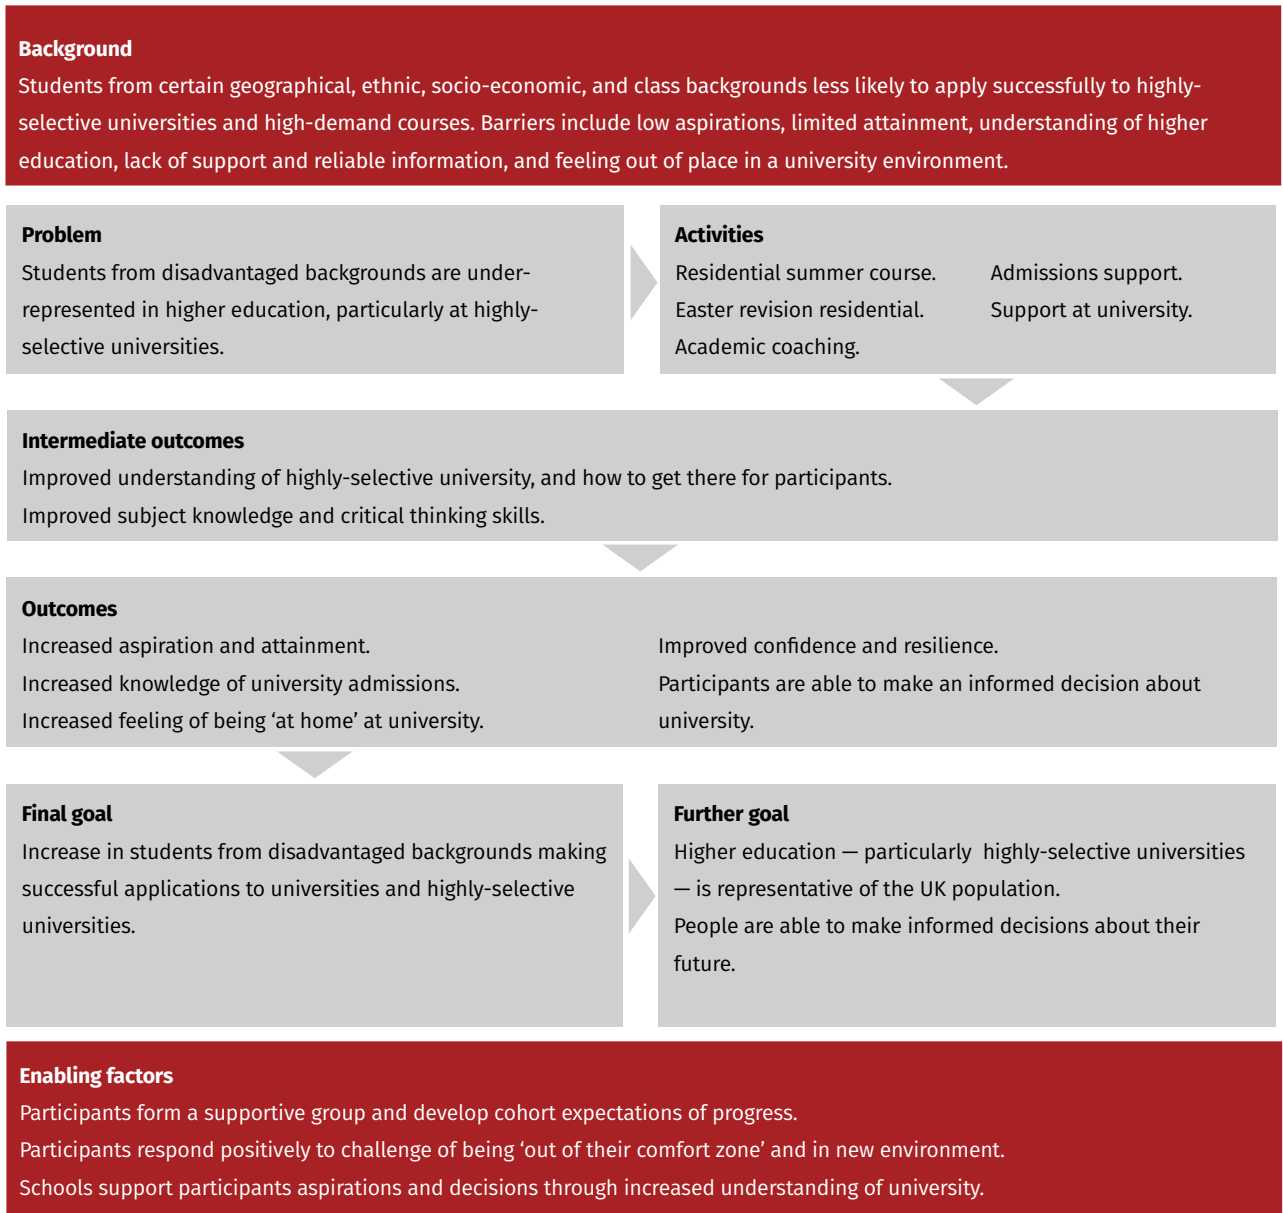 Background
Students from certain geographical, ethnic, socio-economic, and class backgrounds less likely to apply successfully to highly-
selective universities and high-demand courses. Barriers include low aspirations, limited attainment, understanding of higher
education, lack of support and reliable information, and feeling out of place in a university environment.
Problem
Students from disadvantaged backgrounds are under-
represented in higher education, particularly at highly-
selective universities.
Activities
Residential summer course.
Easter revision residential.
Academic coaching.
Admissions support.
Support at university.
Intermediate outcomes
Improved understanding of highly-selective university, and how to get there for participants.
Improved subject knowledge and critical thinking skills.
Outcomes
Increased aspiration and attainment.
Increased knowledge of university admissions.
Increased feeling of being ‘at home’ at university.
Improved confidence and resilience.
Participants are able to make an informed decision about
university.
Final goal
Increase in students from disadvantaged backgrounds making
successful applications to universities and highly-selective
universities.
Further goal
Higher education — particularly  highly-selective universities
— is representative of the UK population.
People are able to make informed decisions about their
future.
Enabling factors
Participants form a supportive group and develop cohort expectations of progress.
Participants respond positively to challenge of being ‘out of their comfort zone’ and in new environment.
Schools support participants aspirations and decisions through increased understanding of university.